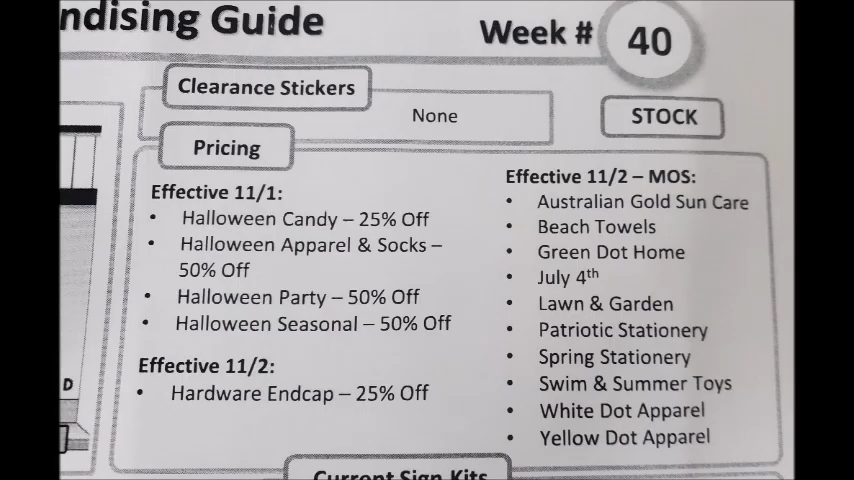 ndising Guide
Week # 40
Clearance Stickers
None
STOCK
Pricing
Effective 11/1:
• Halloween Candy – 25% Off
• Halloween Apparel & Socks –
50% Off
• Halloween Party – 50% Off
• Halloween Seasonal – 50% Off
Effective 11/2:
• Hardware Endcap – 25% Off
Effective 11/2 – MOS:
• Australian Gold Sun Care
• Beach Towels
• Green Dot Home
• July 4th
• Lawn & Garden
• Patriotic Stationery
• Spring Stationery
• Swim & Summer Toys
• White Dot Apparel
• Yellow Dot Apparel
D
Current Sign Kits